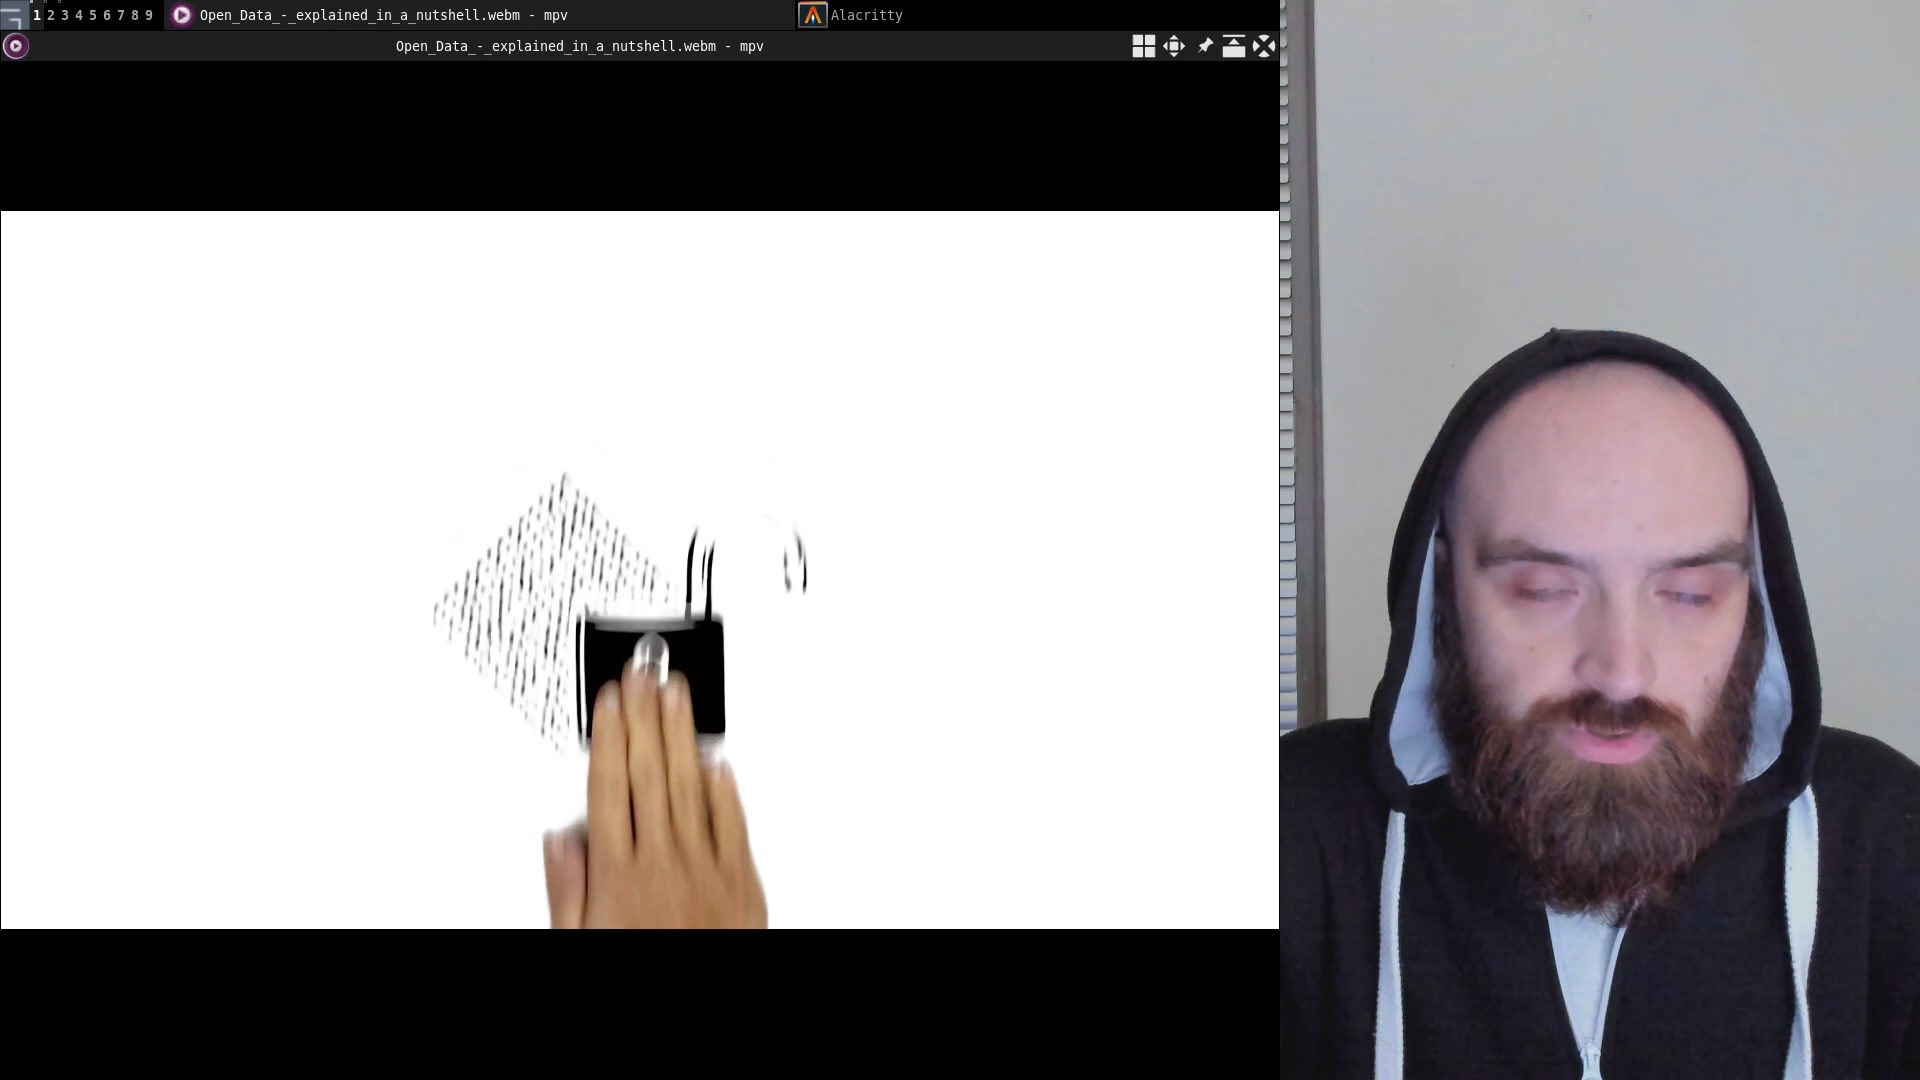 1 2 3 4 5 6 7 8 9 Open_Data_-_explained_in_a_nutshell.webm - mpv Alacritty
Open_Data_-_explained_in_a_nutshell.webm - mpv